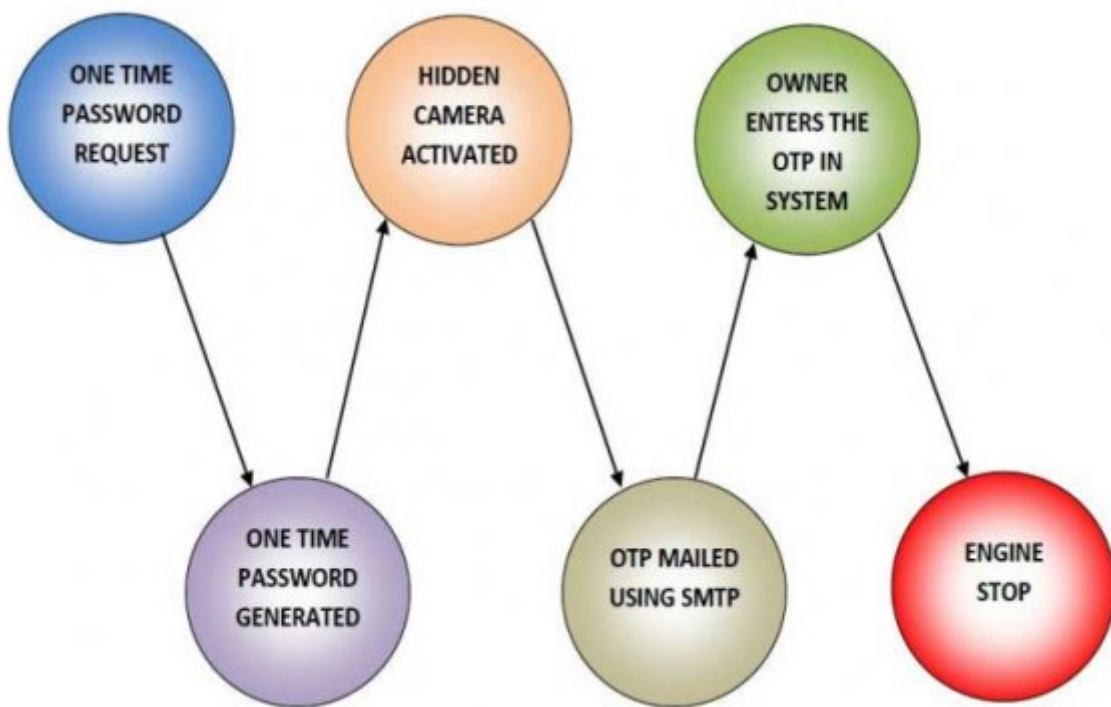 ONE TIME
PASSWORD
REQUEST
HIDDEN
CAMERA
ACTIVATED
OWNER
ENTERS THE
OTP IN
SYSTEM
ONE TIME
PASSWORD
GENERATED
OTP MAILED
USING SMTP
ENGINE
STOP